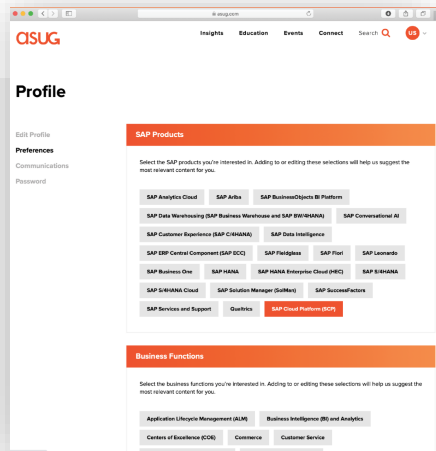 asug.com
asug
Insights Education Events Connect Search US
Profile
Edit Profile
Preferences
Communications
Password
SAP Products
Select the SAP products you're interested in. Adding to or editing these selections will help us suggest the
most relevant content for you.
SAP Analytics Cloud SAP Ariba SAP BusinessObjects BI Platform
SAP Data Warehousing (SAP Business Warehouse and SAP BW/4HANA) SAP Conversational AI
SAP Customer Experience (SAP C/4HANA) SAP Data Intelligence
SAP ERP Central Component (SAP ECC) SAP Fieldglass SAP Fiori SAP Leonardo
SAP Business One SAP HANA SAP HANA Enterprise Cloud (HEC) SAP S/4HANA
SAP S/4HANA Cloud SAP Solution Manager (SolMan) SAP SuccessFactors
SAP Services and Support Qualtrics SAP Cloud Platform (SCP)
Business Functions
Select the business functions you're interested in. Adding to or editing these selections will help us suggest the
most relevant content for you.
Application Lifecycle Management (ALM) Business Intelligence (BI) and Analytics
Centers of Excellence (COE) Commerce Customer Service